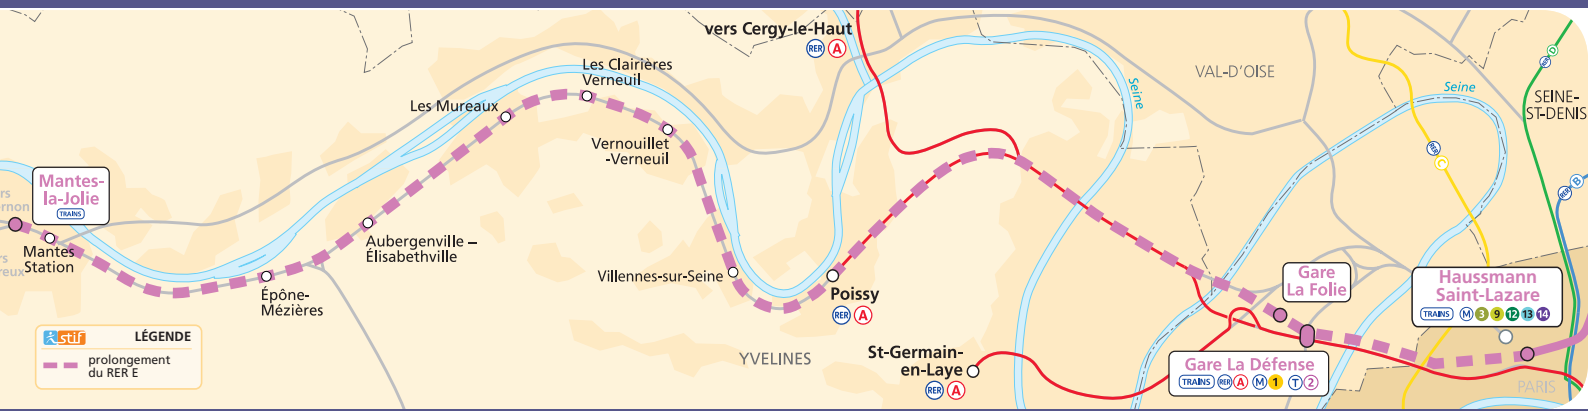 vers Cergy-le-Haut
RER A
Les Clairières
Verneuil
Les Mureaux
Vernouillet
-Verneuil
Seine
VAL-D'OISE
Seine
RER D
SEINE-
ST-DENIS
RER C
RER B
Mantes-
la-Jolie
TRAINS
Mantes
Station
Aubergenville –
Élisabethville
Épône-
Mézières
Villennes-sur-Seine
Poissy
RER A
Gare
La Folie
Haussmann
Saint-Lazare
TRAINS M 3 9 12 13 14
stif
LÉGENDE
prolongement
du RER E
YVELINES
St-Germain-
en-Laye
RER A
Gare La Défense
TRAINS RER A M 1 T 2
PARIS